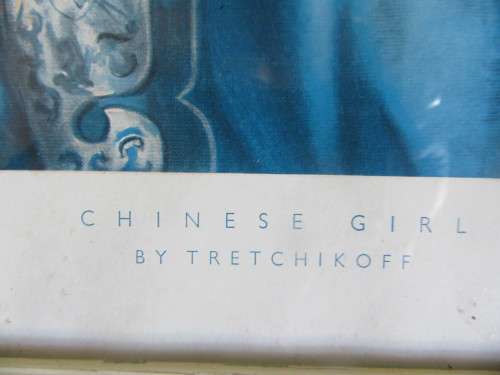 CHINESE GIRL
BY TRETCHIKOFF